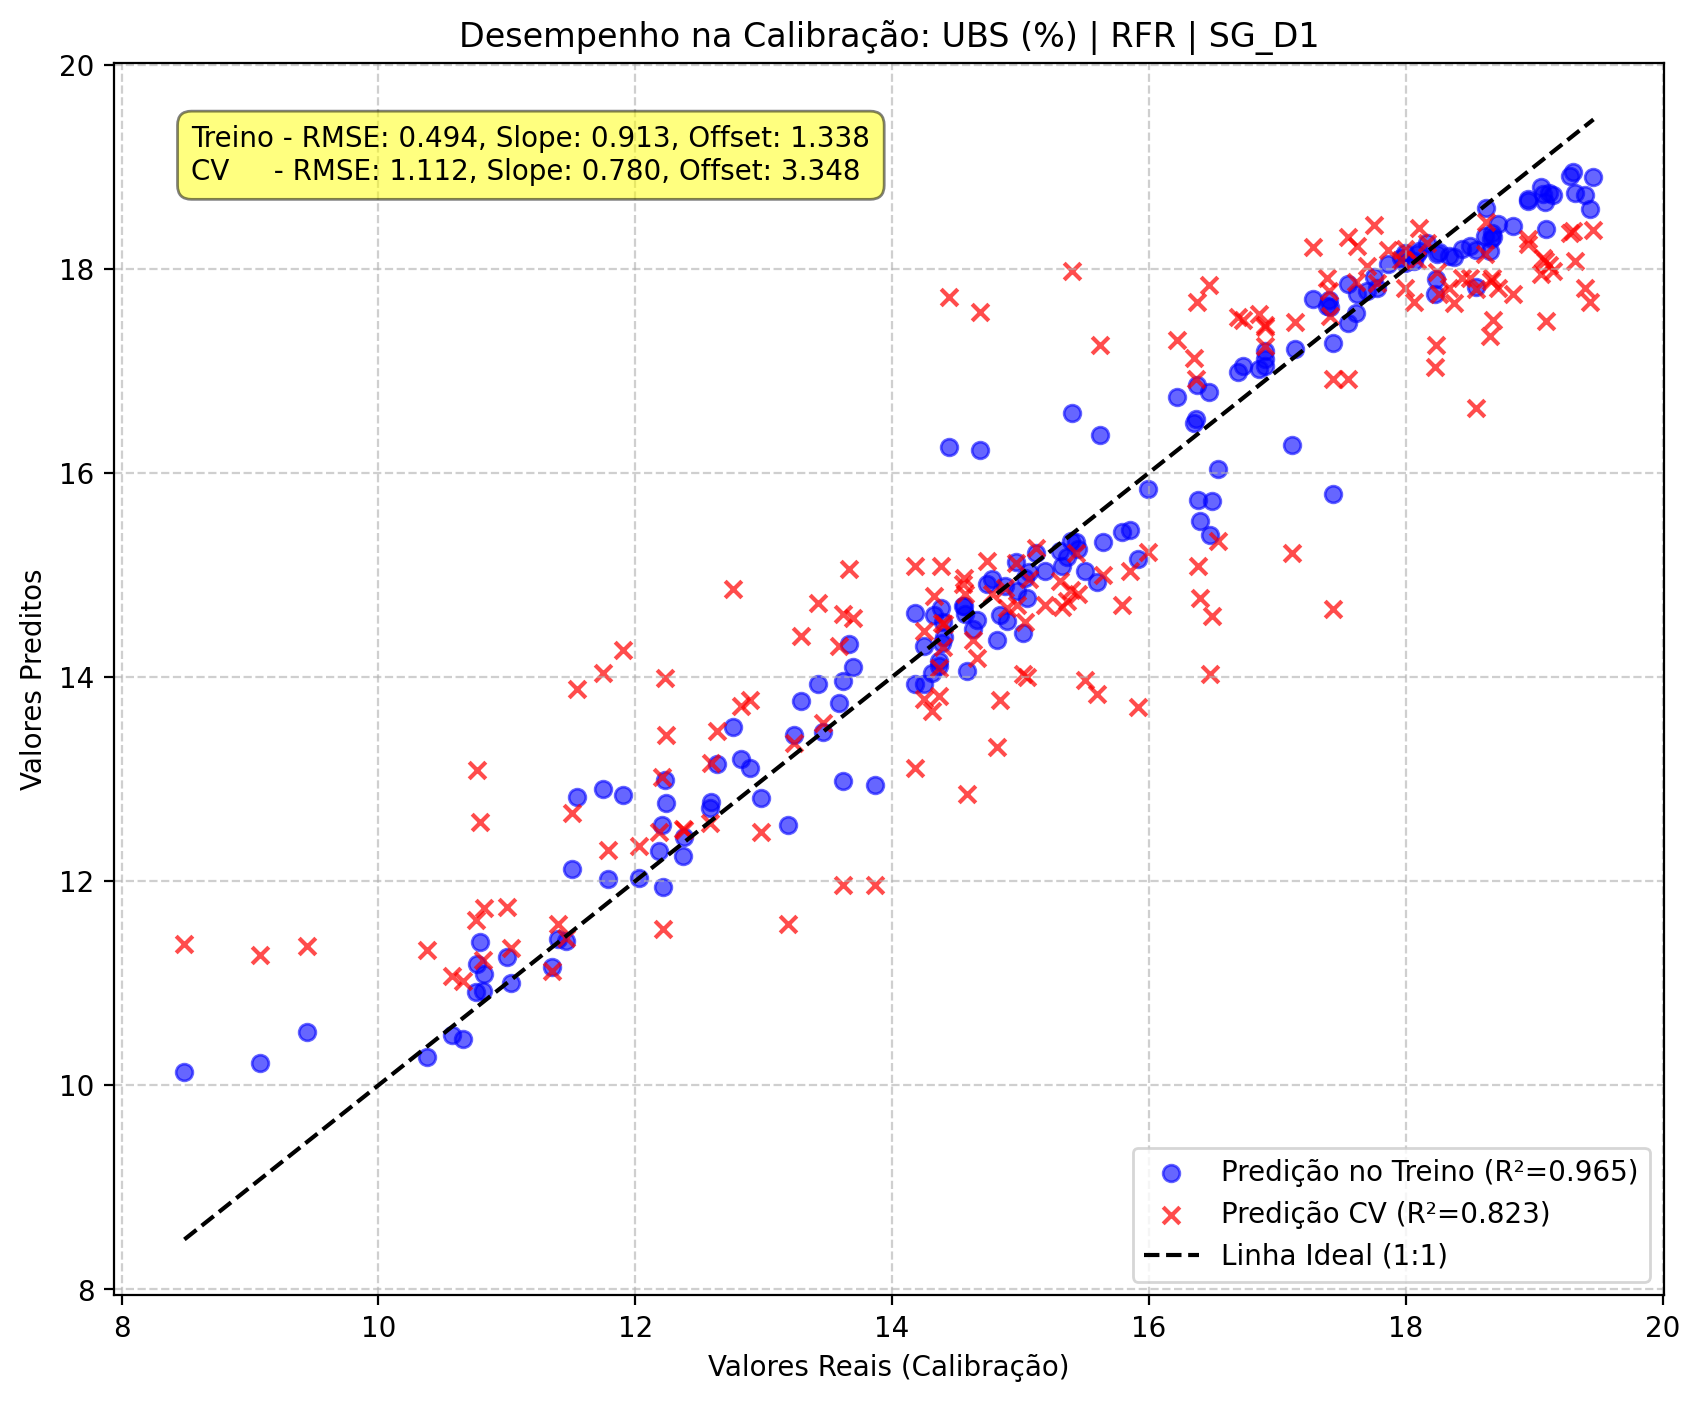 Desempenho na Calibração: UBS (%) | RFR | SG_D1
Treino - RMSE: 0.494, Slope: 0.913, Offset: 1.338
CV - RMSE: 1.112, Slope: 0.780, Offset: 3.348
Valores Preditos
20
18
16
14
12
10
8
Predição no Treino (R²=0.965)
Predição CV (R²=0.823)
Linha Ideal (1:1)
8 10 12 14 16 18 20
Valores Reais (Calibração)